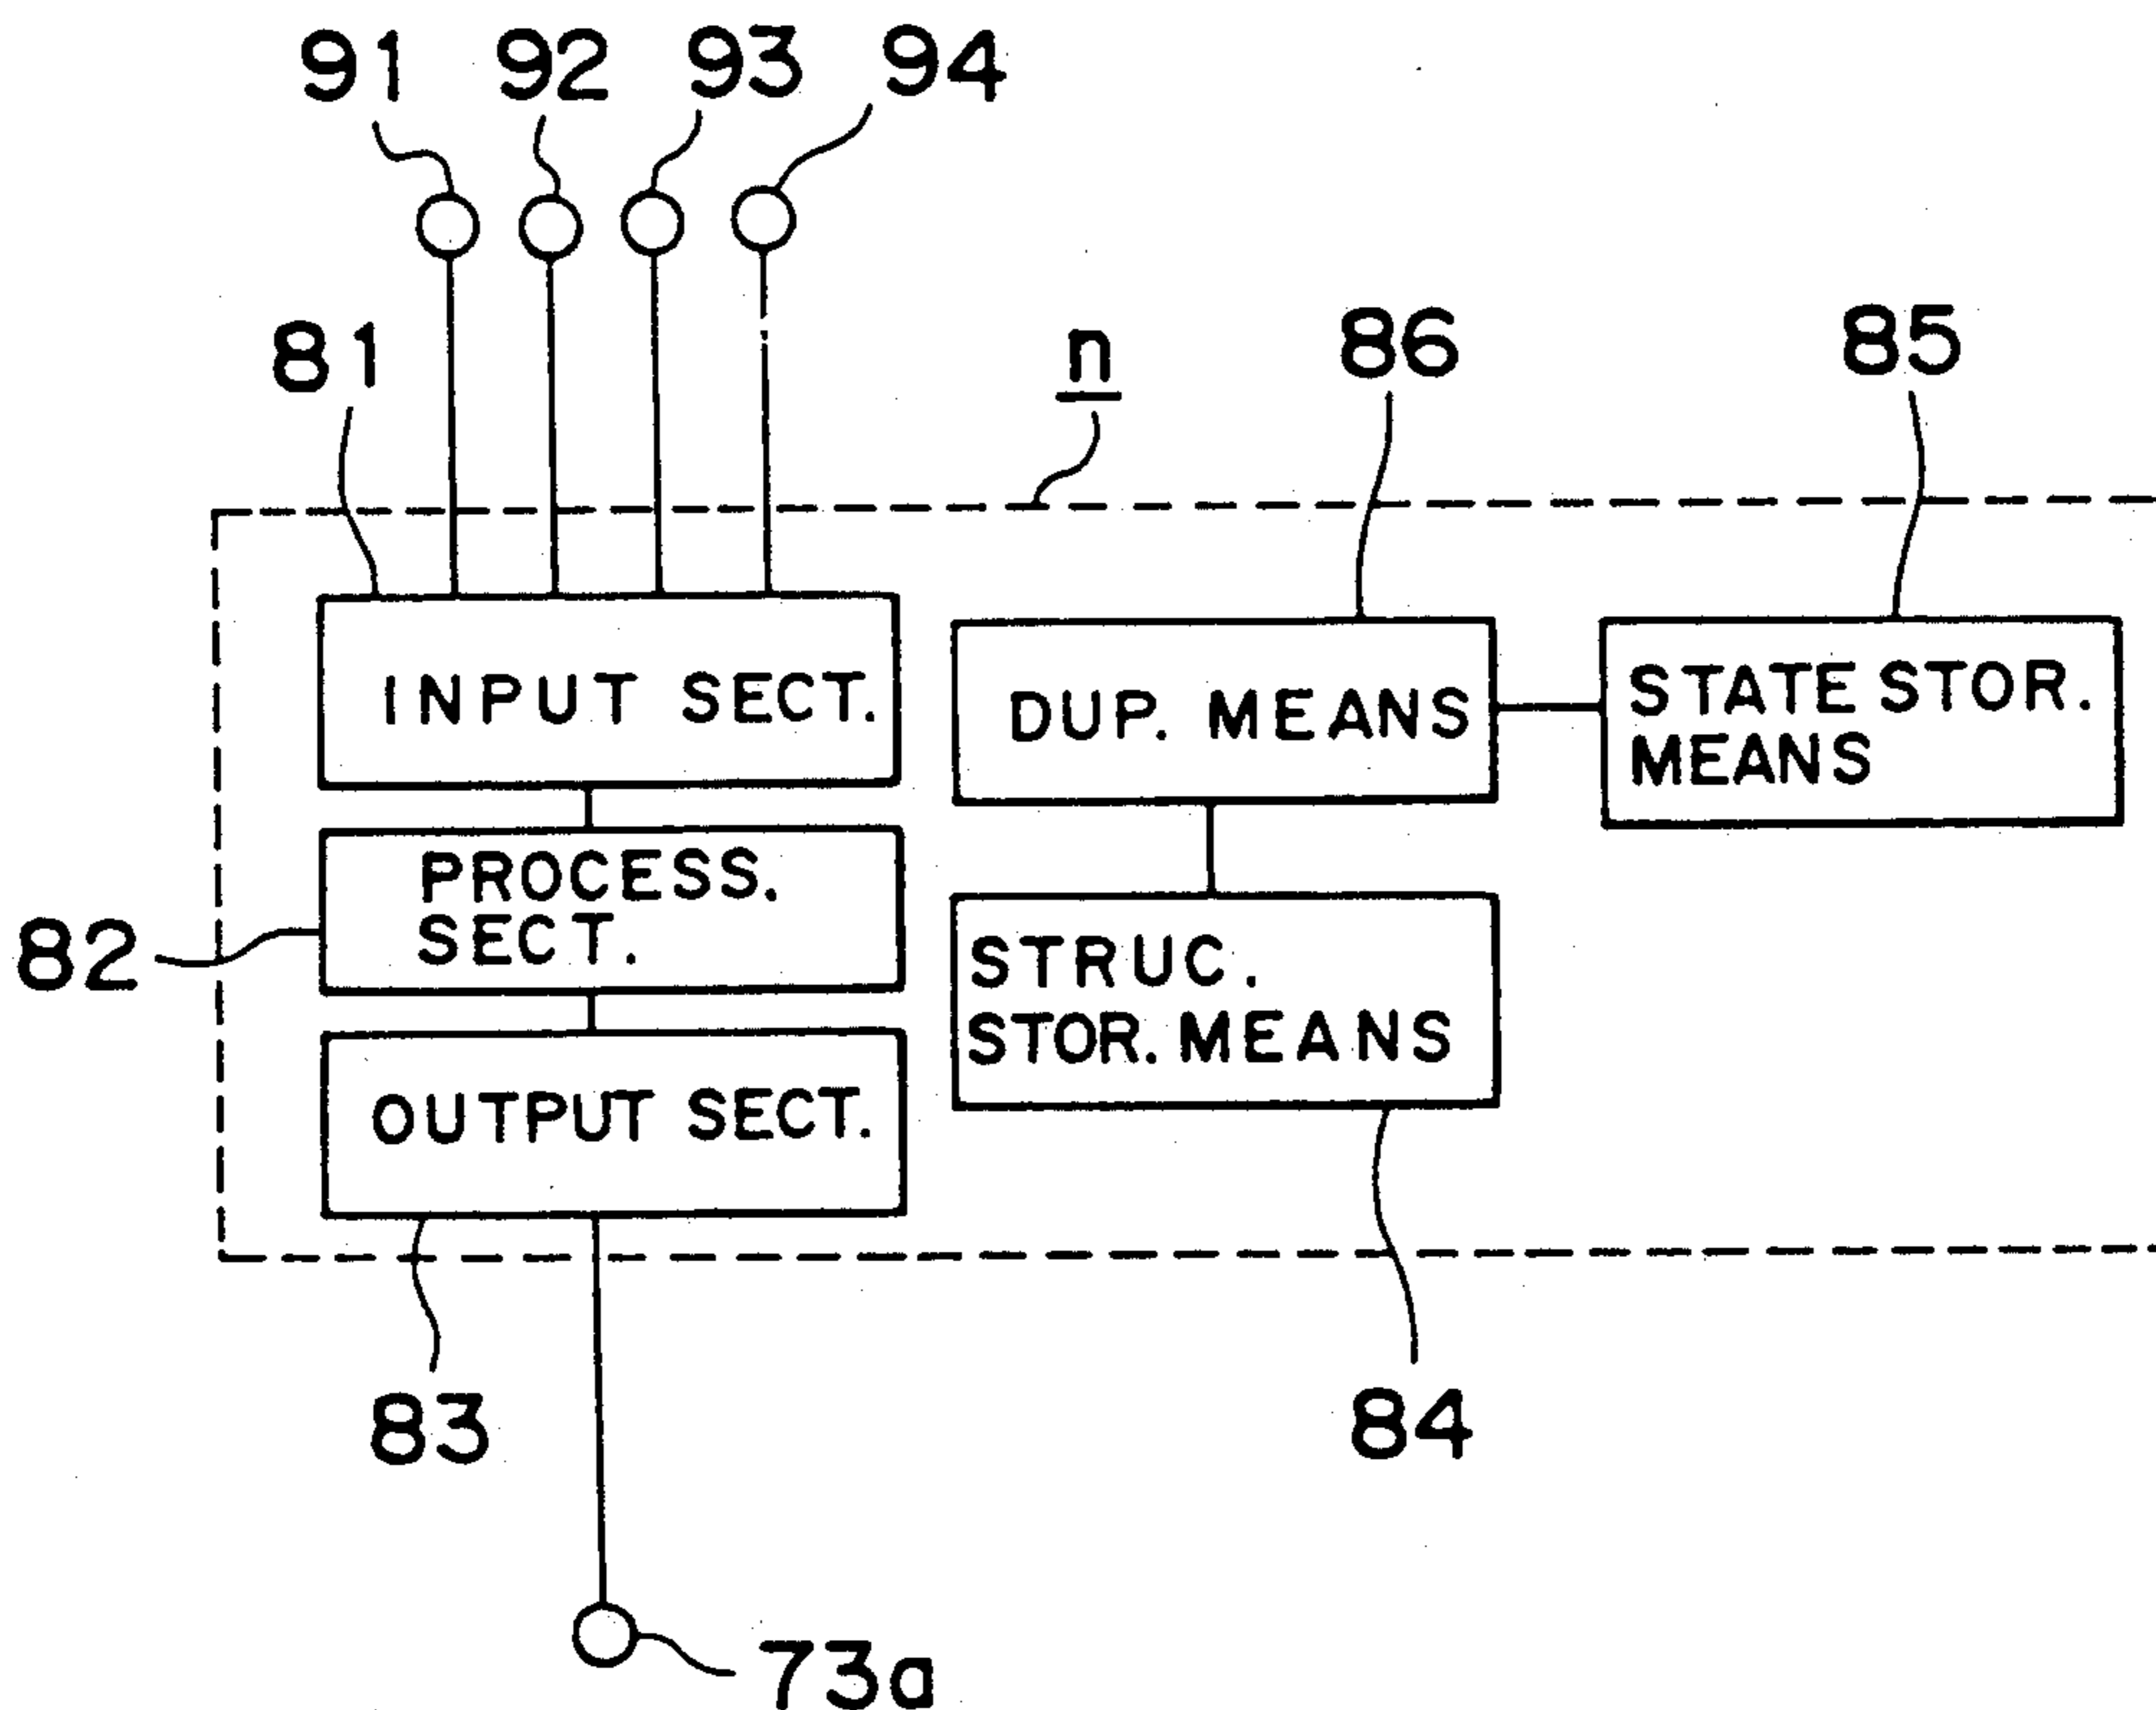 91 92 93 94
81 n 86 85
INPUT SECT.
DUP. MEANS
STATE STOR.
MEANS
PROCESS.
SECT.
82
STRUC.
STOR. MEANS
OUTPUT SECT.
83 84
73a